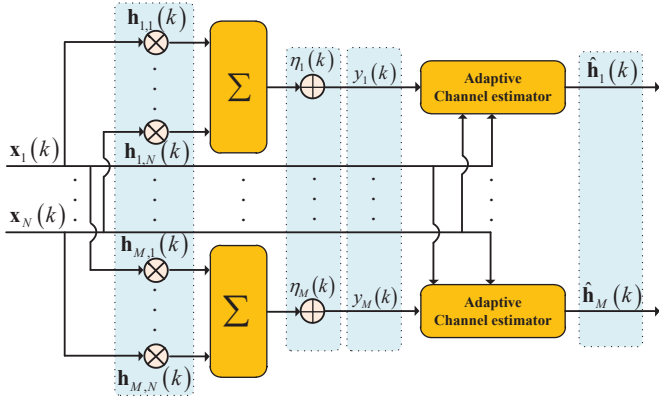 𝐡₁,₁(k)
∑
η₁(k)
y₁(k)
Adaptive
Channel estimator
𝐡̂₁(k)
𝐱₁(k)
𝐡₁,N(k)
𝐱N(k)
𝐡M,₁(k)
∑
ηM(k)
yM(k)
Adaptive
Channel estimator
𝐡̂M(k)
𝐡M,N(k)